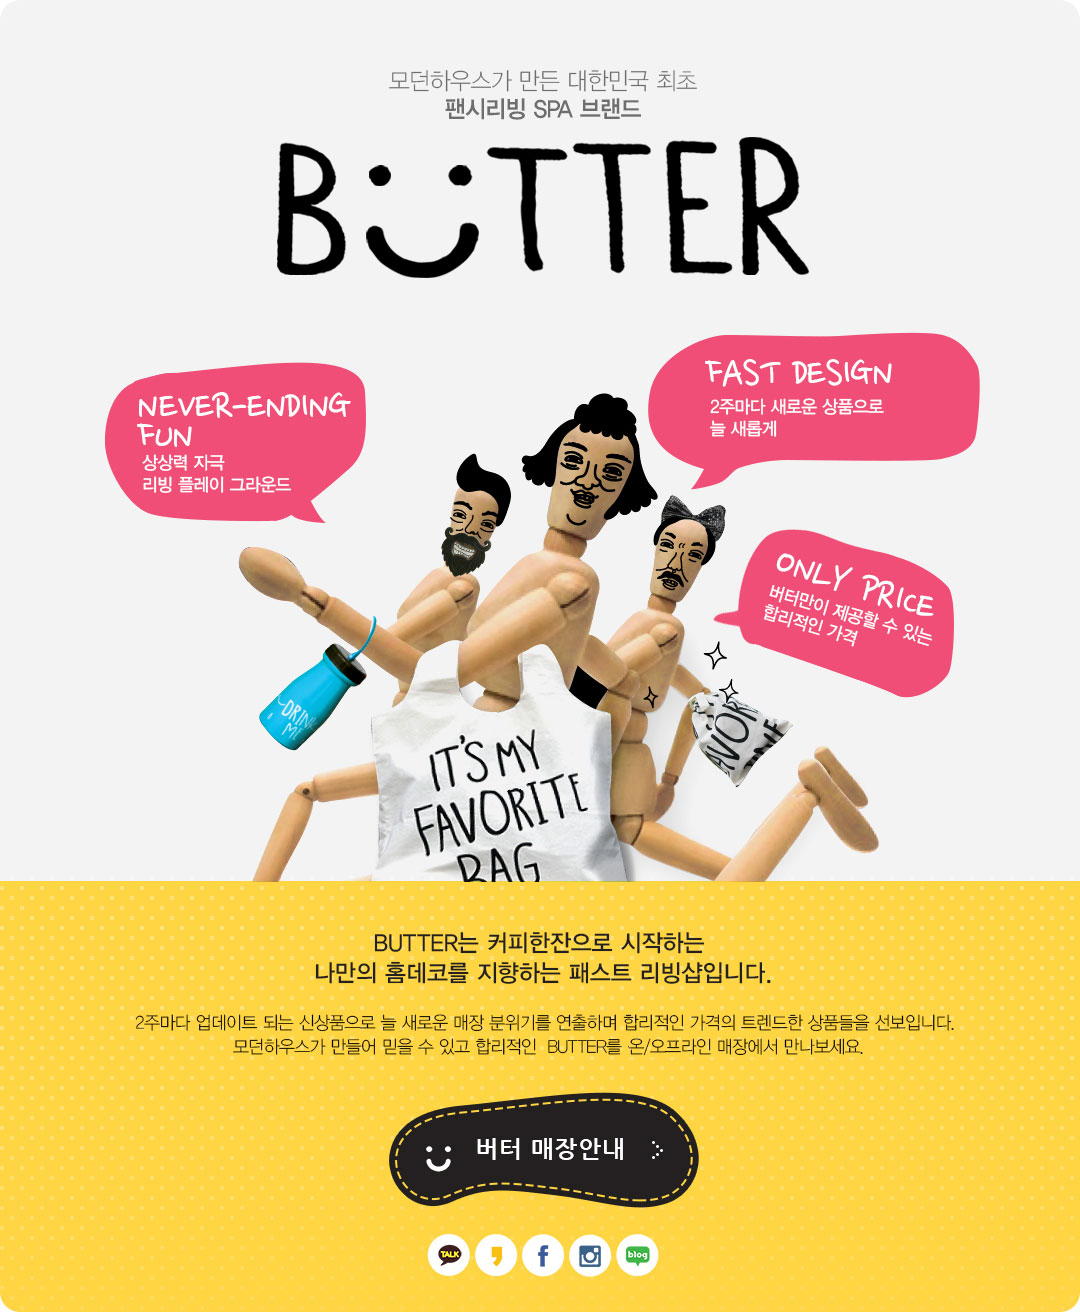 모던하우스가 만든 대한민국 최초
팬시리빙 SPA 브랜드
BUTTER
NEVER-ENDING
FUN
상상력 자극
리빙 플레이 그라운드
FAST DESIGN
2주마다 새로운 상품으로
늘 새롭게
ONLY PRICE
버터만이 제공할 수 있는
합리적인 가격
DRINK
ME
IT'S MY
FAVORITE
BAG
AVOR
BUTTER는 커피한잔으로 시작하는
나만의 홈데코를 지향하는 패스트 리빙샵입니다.
2주마다 업데이트 되는 신상품으로 늘 새로운 매장 분위기를 연출하며 합리적인 가격의 트렌드한 상품들을 선보입니다.
모던하우스가 만들어 믿을 수 있고 합리적인 BUTTER를 온/오프라인 매장에서 만나보세요.
버터 매장안내
TALK
f
blog